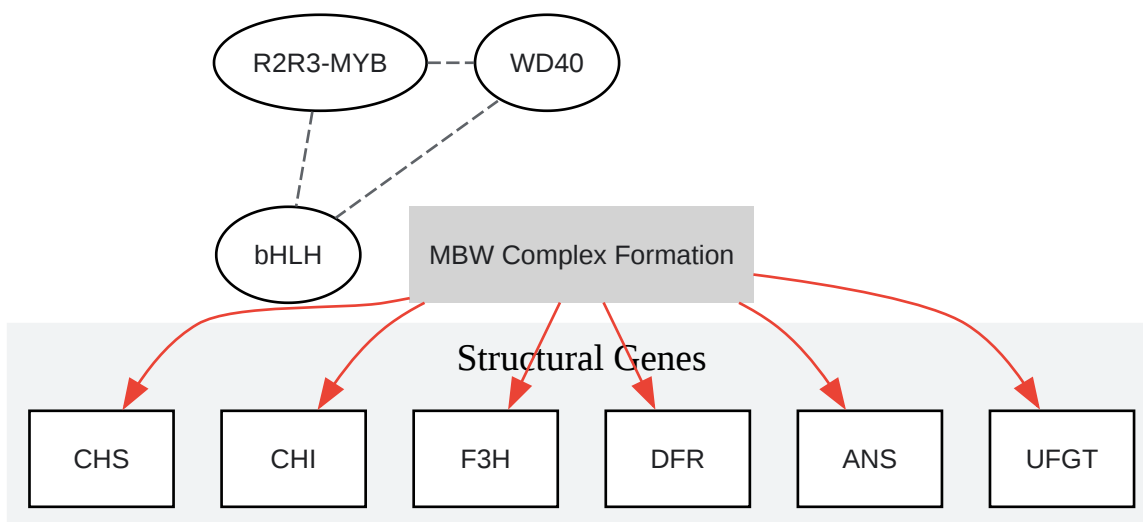 R2R3-MYB
WD40
bHLH
MBW Complex Formation
Structural Genes
CHS
CHI
F3H
DFR
ANS
UFGT